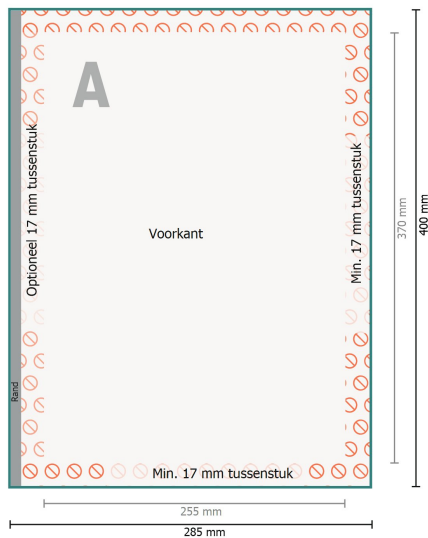 A
Optioneel 17 mm tussenstuk
Voorkant
Min. 17 mm tussenstuk
370 mm
400 mm
Rand
Min. 17 mm tussenstuk
255 mm
285 mm